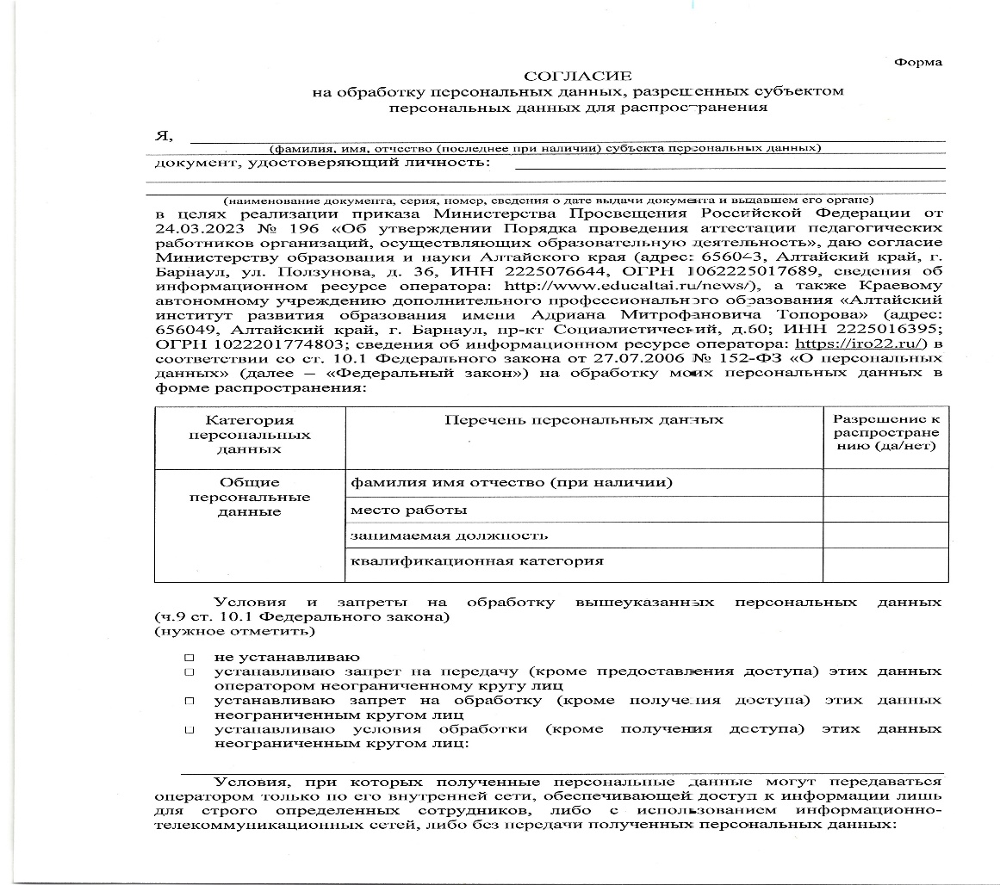 Форма
СОГЛАСИЕ
на обработку персональных данных, разрешенных субъектом
персональных данных для распространения
Я,
(фамилия, имя, отчество (последнее при наличии) субъекта персональных данных)
документ, удостоверяющий личность:
(наименование документа, серия, номер, сведения о дате выдачи документа и выдавшем его органе)
в целях реализации приказа Министерства Просвещения Российской Федерации от
24.03.2023 № 196 «Об утверждении Порядка проведения аттестации педагогических
работников организаций, осуществляющих образовательную деятельность», даю согласие
Министерству образования и науки Алтайского края (адрес: 656043, Алтайский край, г.
Барнаул, ул. Ползунова, д. 36, ИНН 2225076644, ОГРН 1062225017689, сведения об
информационном ресурсе оператора: http://www.educaltai.ru/news/), а также Краевому
автономному учреждению дополнительного профессионального образования «Алтайский
институт развития образования имени Адриана Митрофановича Топорова» (адрес:
656049, Алтайский край, г. Барнаул, пр-кт Социалистический, д.60; ИНН 2225016395;
ОГРН 1022201774803; сведения об информационном ресурсе оператора: https://iro22.ru/) в
соответствии со ст. 10.1 Федерального закона от 27.07.2006 № 152-ФЗ «О персональных
данных» (далее – «Федеральный закон») на обработку моих персональных данных в
форме распространения:
Категория
персональных
данных
Перечень персональных данных
Разрешение к
распростране
нию (да/нет)
Общие
персональные
данные
фамилия имя отчество (при наличии)
место работы
занимаемая должность
квалификационная категория
Условия и запреты на обработку вышеуказанных персональных данных
(ч.9 ст. 10.1 Федерального закона)
(нужное отметить)
□ не устанавливаю
□ устанавливаю запрет на передачу (кроме предоставления доступа) этих данных
оператором неограниченному кругу лиц
□ устанавливаю запрет на обработку (кроме получения доступа) этих данных
неограниченным кругом лиц
□ устанавливаю условия обработки (кроме получения доступа) этих данных
неограниченным кругом лиц:
Условия, при которых полученные персональные данные могут передаваться
оператором только по его внутренней сети, обеспечивающей доступ к информации лишь
для строго определенных сотрудников, либо с использованием информационно-
телекоммуникационных сетей, либо без передачи полученных персональных данных: